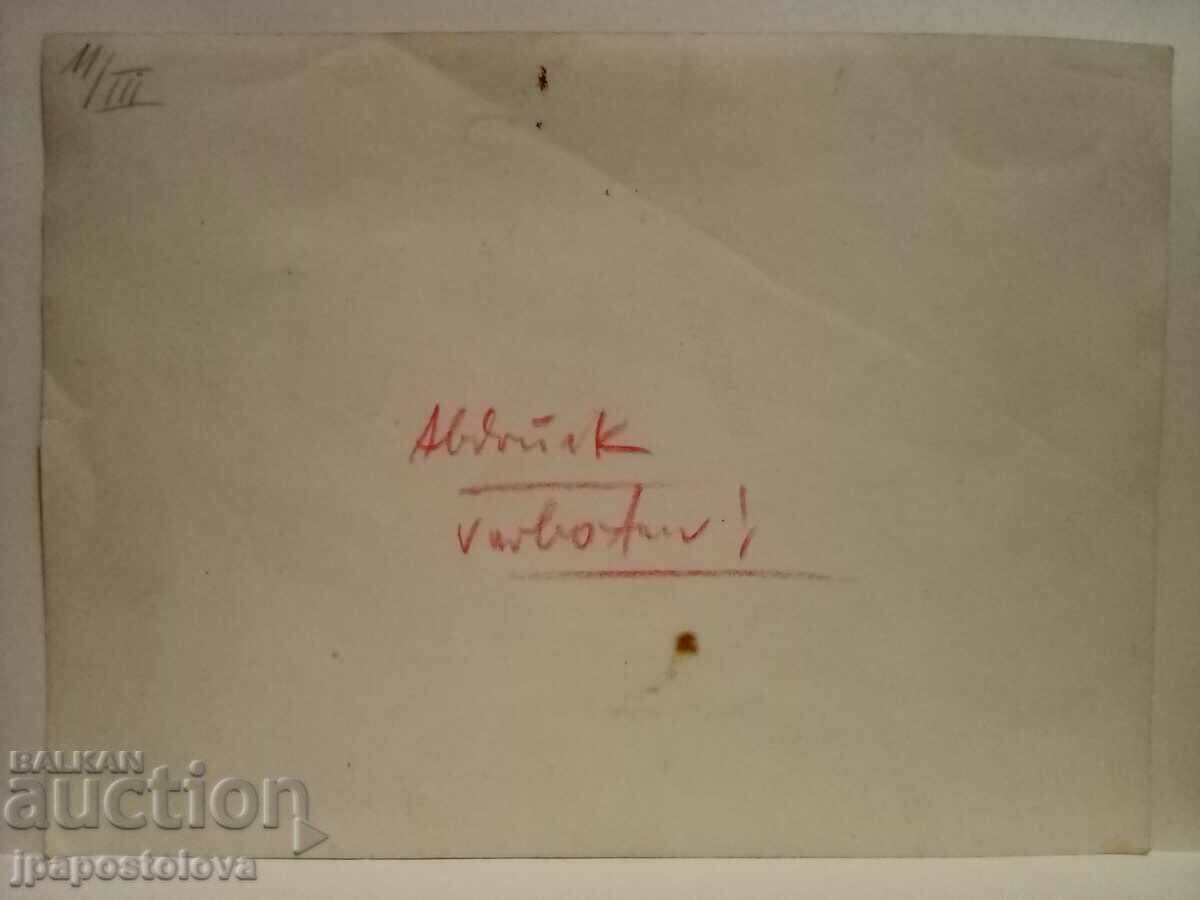 11/III
Abdruck
verboten!
BALKAN
auction
jpapostolova